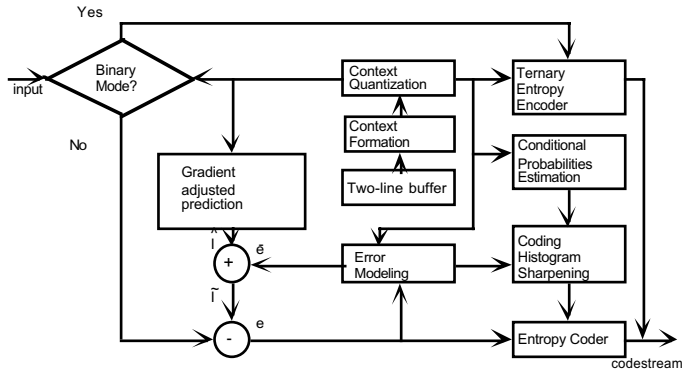 Yes
Binary
Mode?
input
No
Context
Quantization
Ternary
Entropy
Encoder
Context
Formation
Two-line buffer
Conditional
Probabilities
Estimation
Gradient
adjusted
prediction
Î
+
ē
Error
Modeling
Coding
Histogram
Sharpening
Ĩ
-
e
Entropy Coder
codestream